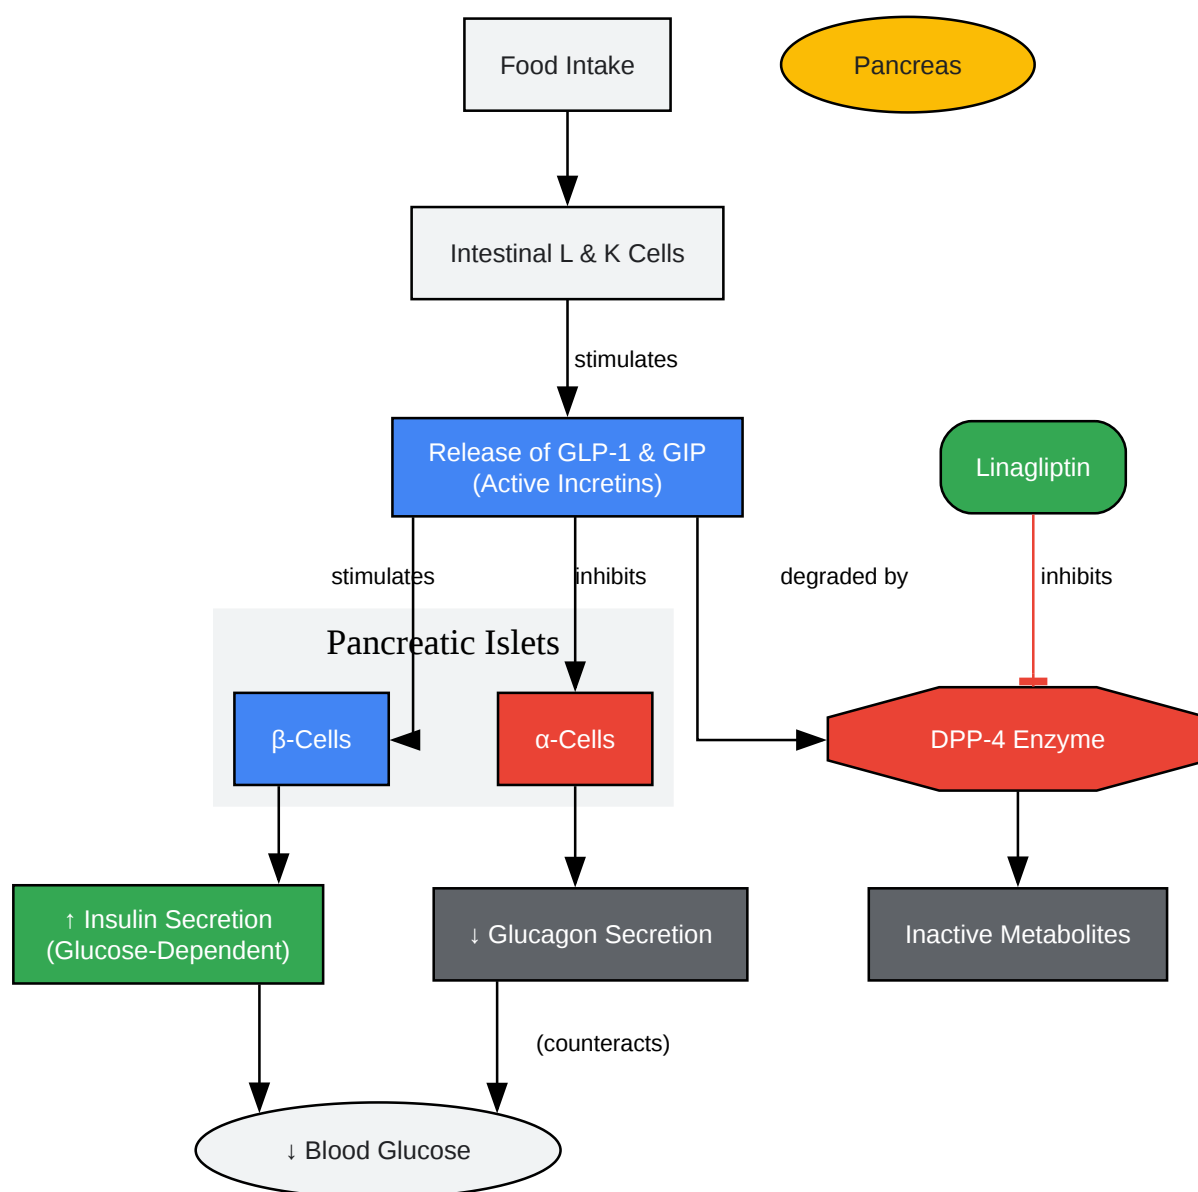 Food Intake
Pancreas
Intestinal L & K Cells
stimulates
Release of GLP-1 & GIP
(Active Incretins)
Linagliptin
stimulates
inhibits
degraded by
inhibits
Pancreatic Islets
β-Cells
α-Cells
DPP-4 Enzyme
↑ Insulin Secretion
(Glucose-Dependent)
↓ Glucagon Secretion
Inactive Metabolites
(counteracts)
↓ Blood Glucose